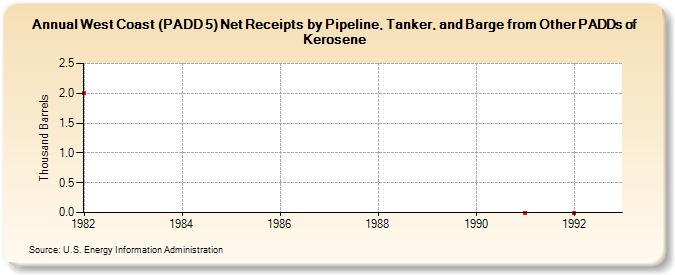 Annual West Coast (PADD 5) Net Receipts by Pipeline, Tanker, and Barge from Other PADDs of
Kerosene
Thousand Barrels
2.5
2.0
1.5
1.0
0.5
0.0
1982 1984 1986 1988 1990 1992
Source: U.S. Energy Information Administration